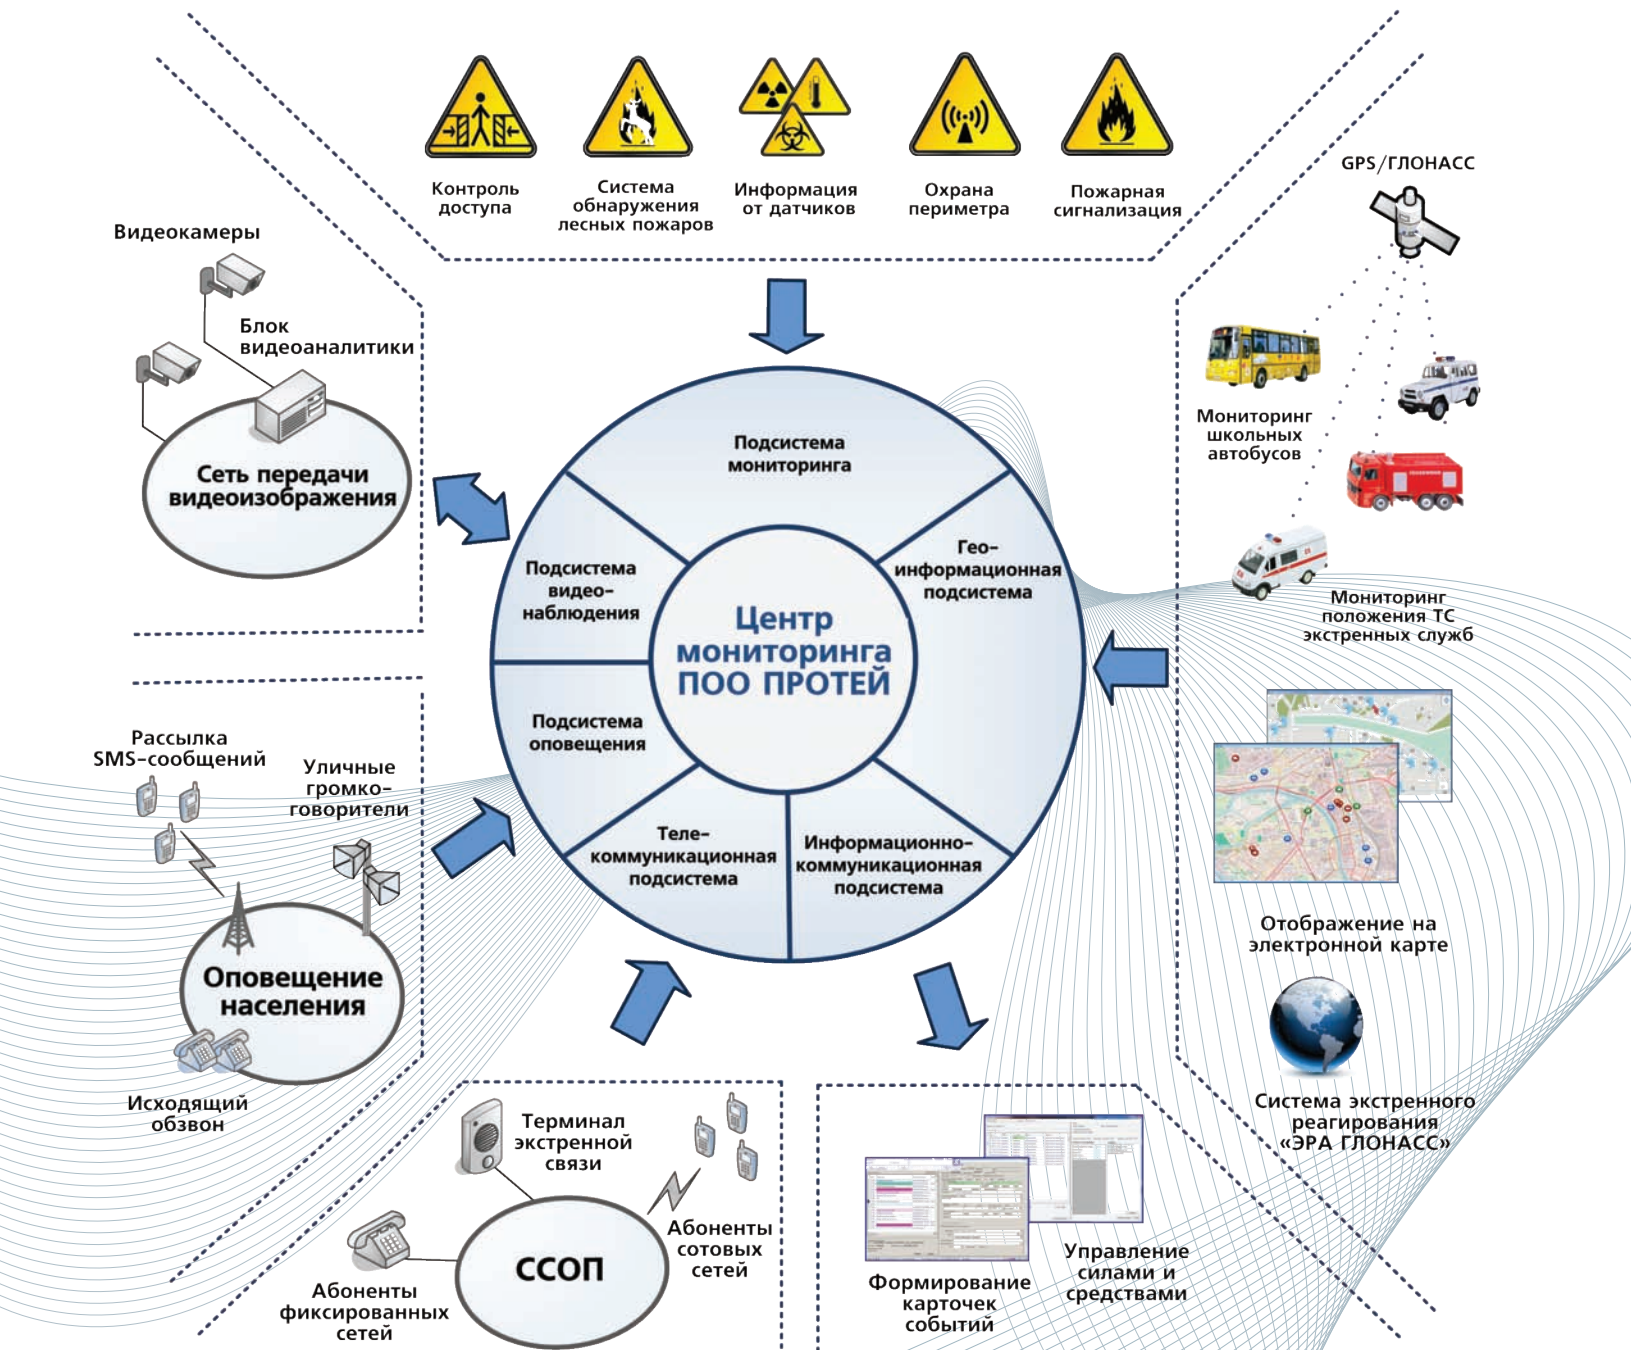 Контроль
доступа
Система
обнаружения
лесных пожаров
Информация
от датчиков
Охрана
периметра
Пожарная
сигнализация
GPS/ГЛОНАСС
Видеокамеры
Блок
видеоаналитики
Сеть передачи
видеоизображения
Мониторинг
школьных
автобусов
Мониторинг
положения ТС
экстренных служб
Подсистема
мониторинга
Гео-
информационная
подсистема
Подсистема
видео-
наблюдения
Центр
мониторинга
ПОО ПРОТЕЙ
Подсистема
оповещения
Теле-
коммуникационная
подсистема
Информационно-
коммуникационная
подсистема
Рассылка
SMS-сообщений
Уличные
громко-
говорители
Оповещение
населения
Исходящий
обзвон
Отображение на
электронной карте
Система экстренного
реагирования
«ЭРА ГЛОНАСС»
Терминал
экстренной
связи
Абоненты
сотовых
сетей
ССОП
Абоненты
фиксированных
сетей
Управление
силами и
средствами
Формирование
карточек
событий